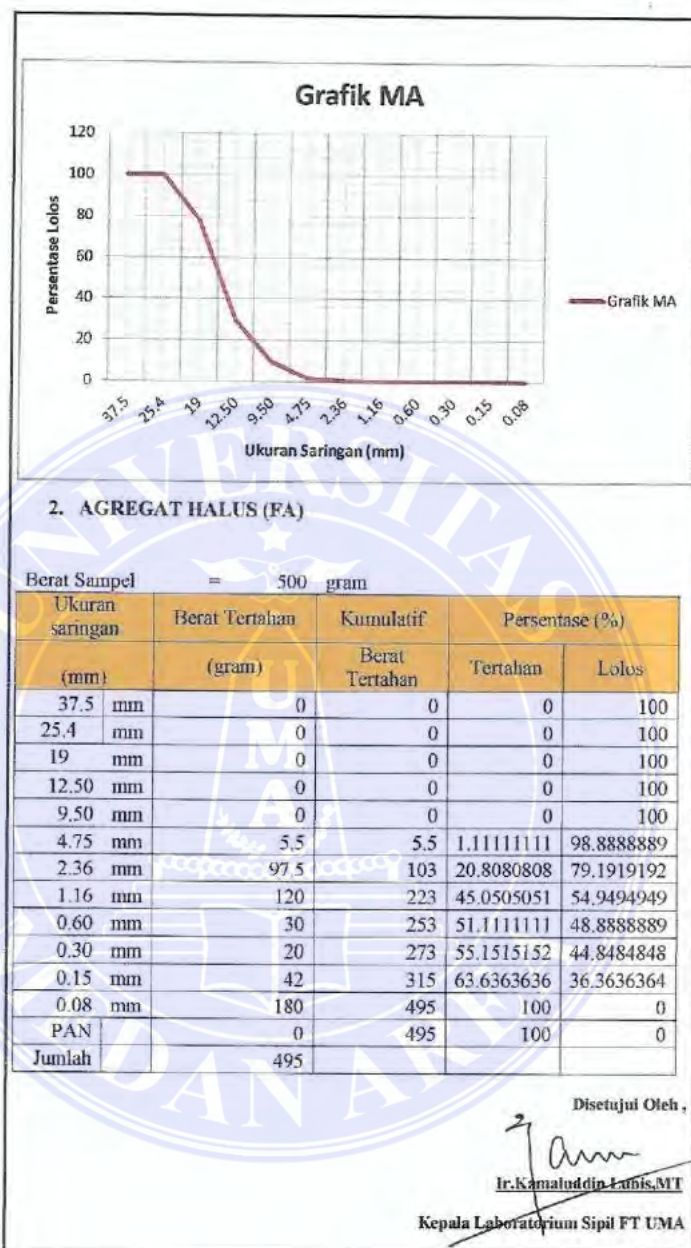 Grafik MA
120
100
80
60
40
20
0
Persentase Lolos
37.5 25.4 19 12.50 9.50 4.75 2.36 1.16 0.60 0.30 0.15 0.08
Ukuran Saringan (mm)
Grafik MA
2. AGREGAT HALUS (FA)
Berat Sampel = 500 gram
Ukuran saringan Berat Tertahan Kumulatif Persentase (%)
(mm) (gram) Berat Tertahan Tertahan Lolos
37.5 mm 0 0 0 100
25.4 mm 0 0 0 100
19 mm 0 0 0 100
12.50 mm 0 0 0 100
9.50 mm 0 0 0 100
4.75 mm 5.5 5.5 1.11111111 98.8888889
2.36 mm 97.5 103 20.8080808 79.1919192
1.16 mm 120 223 45.0505051 54.9494949
0.60 mm 30 253 51.1111111 48.8888889
0.30 mm 20 273 55.1515152 44.8484848
0.15 mm 42 315 63.6363636 36.3636364
0.08 mm 180 495 100 0
PAN 0 495 100 0
Jumlah 495
UNIVERSITAS
UMA
MEDAN AREA
Disetujui Oleh ,
Ir.Kamaluddin Lubis,MT
Kepala Laboratorium Sipil FT UMA